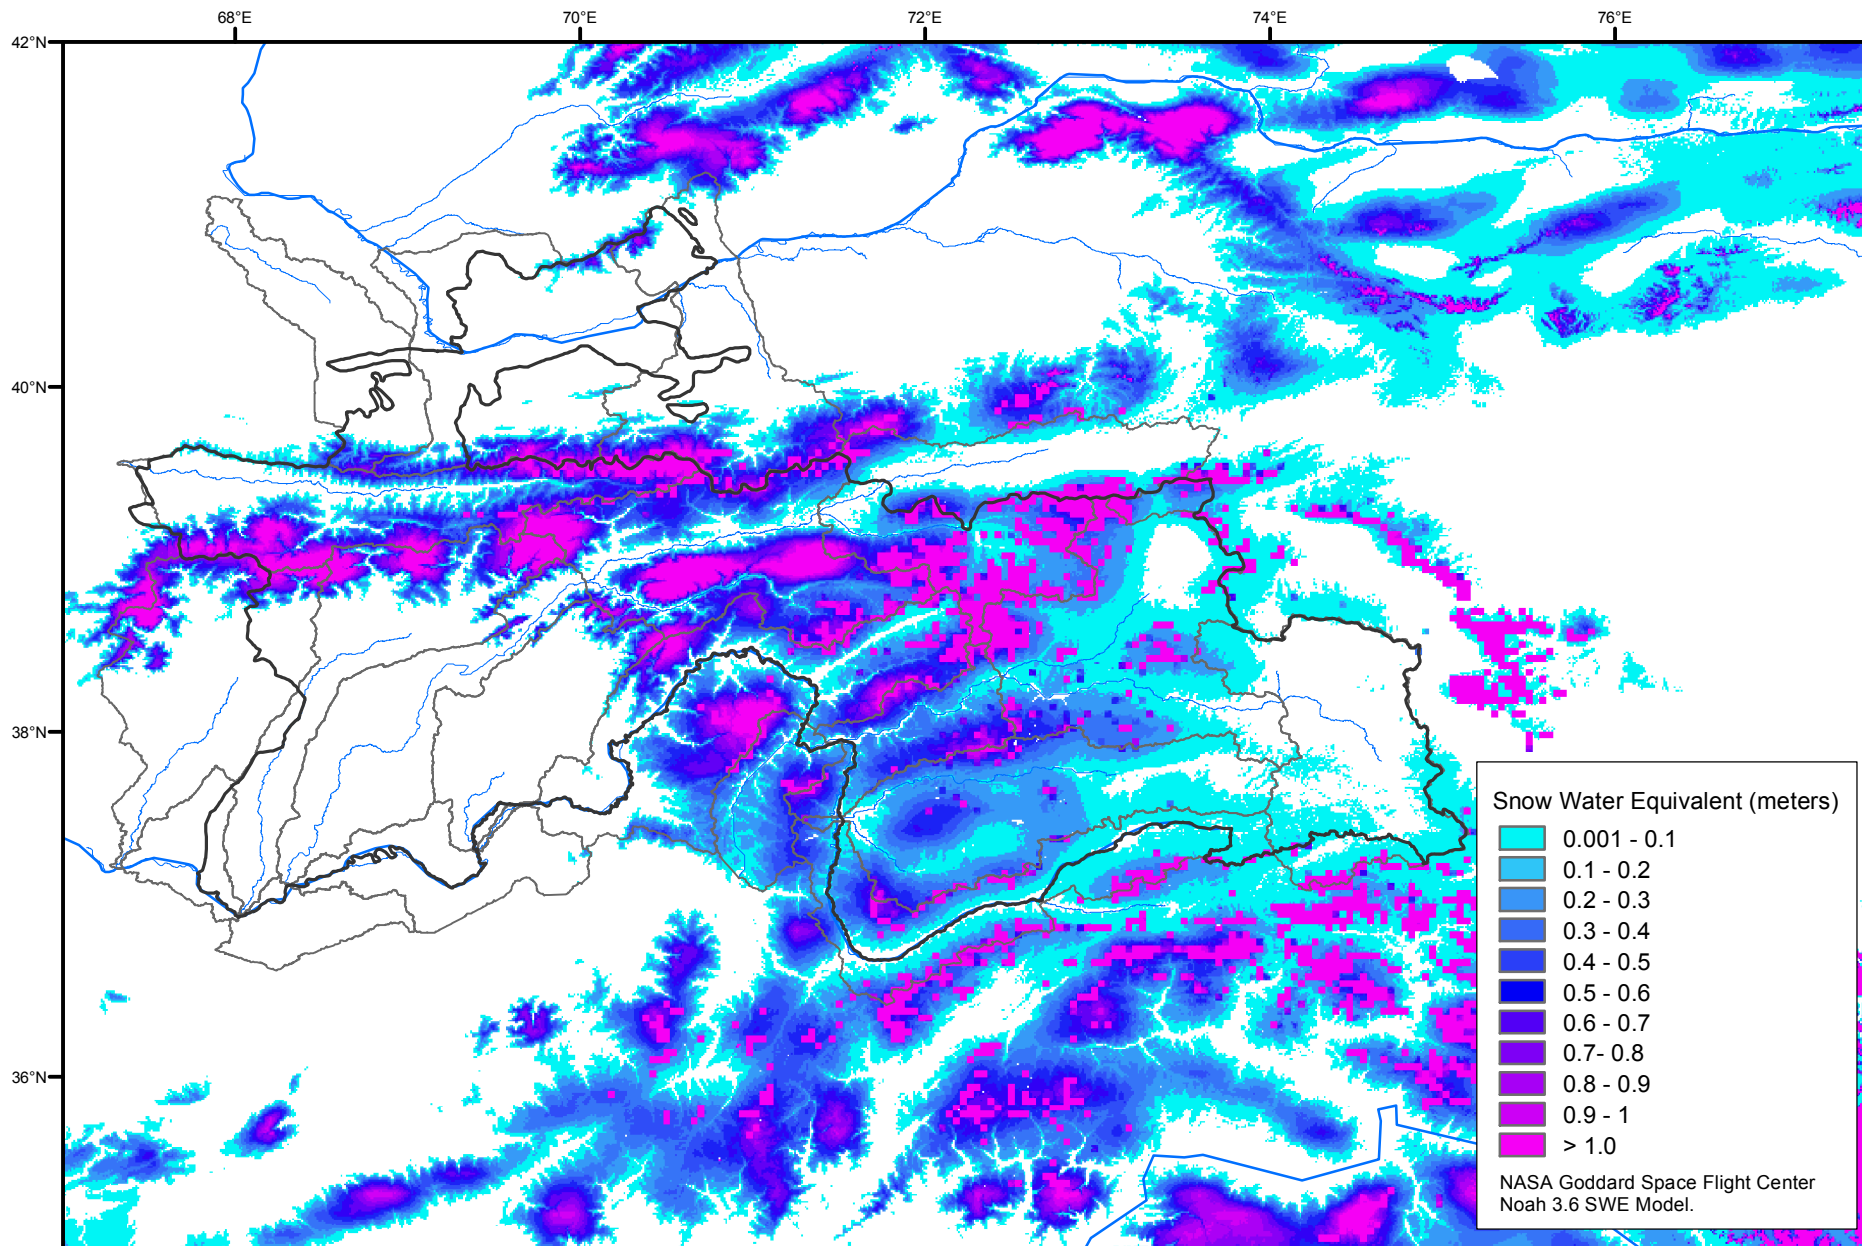 68°E
70°E
72°E
74°E
76°E
42°N
40°N
38°N
36°N
Snow Water Equivalent (meters)
0.001 - 0.1
0.1 - 0.2
0.2 - 0.3
0.3 - 0.4
0.4 - 0.5
0.5 - 0.6
0.6 - 0.7
0.7- 0.8
0.8 - 0.9
0.9 - 1
> 1.0
NASA Goddard Space Flight Center
Noah 3.6 SWE Model.